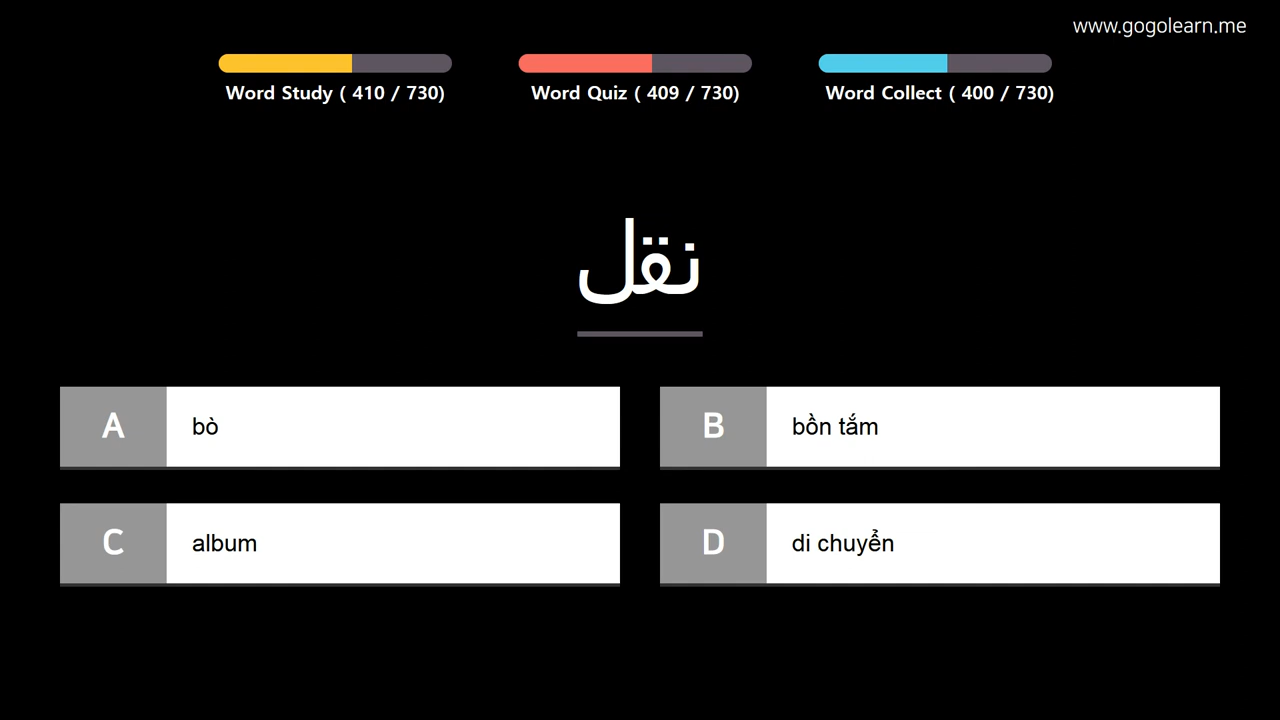 www.gogolearn.me
Word Study ( 410 / 730)
Word Quiz ( 409 / 730)
Word Collect ( 400 / 730)
نقل
A bò
B bồn tắm
C album
D di chuyển